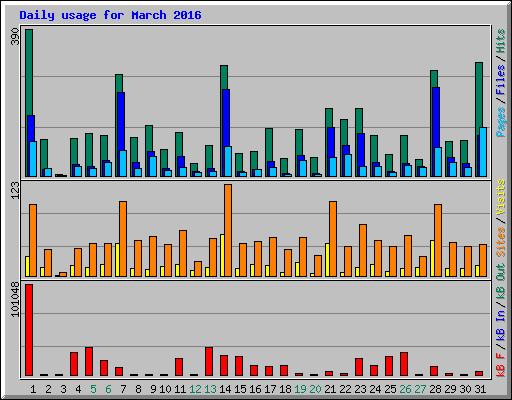 Daily usage for March 2016
390
Pages / Files / Hits
123
Sites / Visits
101048
kB F / kB In / kB Out
1 2 3 4 5 6 7 8 9 10 11 12 13 14 15 16 17 18 19 20 21 22 23 24 25 26 27 28 29 30 31